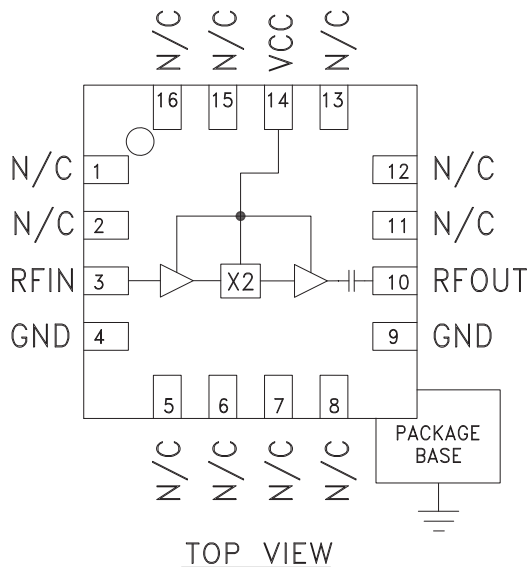 N/C N/C VCC N/C
16 15 14 13
N/C 1 12 N/C
N/C 2 11 N/C
RFIN 3 X2 10 RFOUT
GND 4 9 GND
5 6 7 8
N/C N/C N/C N/C
PACKAGE
BASE
TOP VIEW